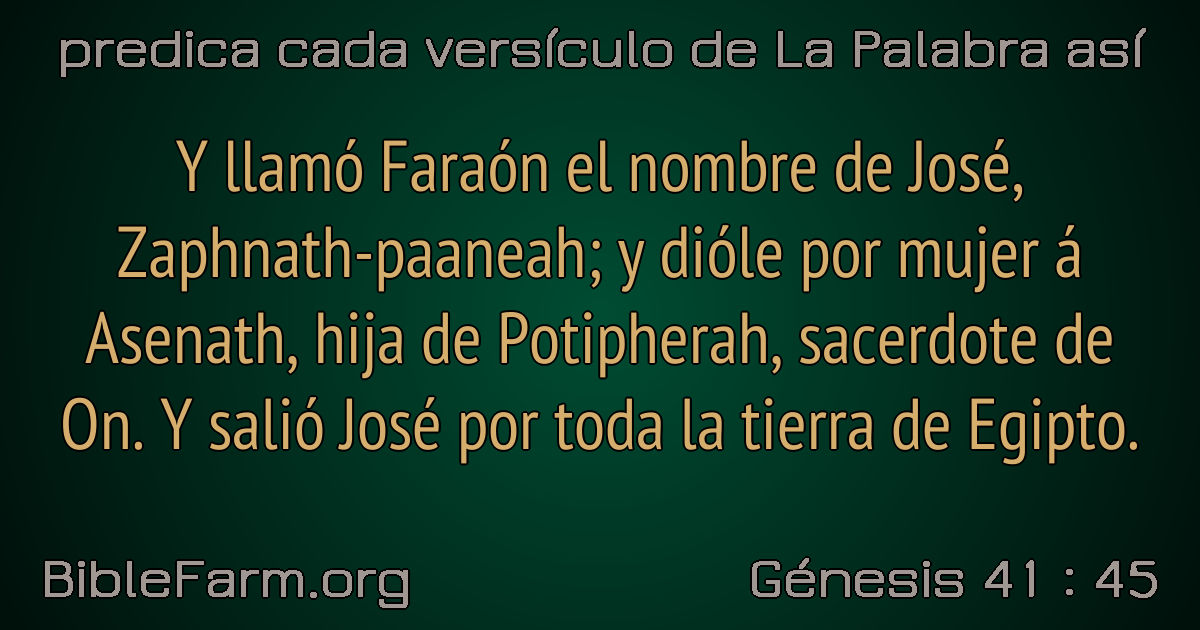 predica cada versículo de La Palabra así
Y llamó Faraón el nombre de José,
Zaphnath-paaneah; y dióle por mujer á
Asenath, hija de Potipherah, sacerdote de
On. Y salió José por toda la tierra de Egipto.
BibleFarm.org
Génesis 41 : 45